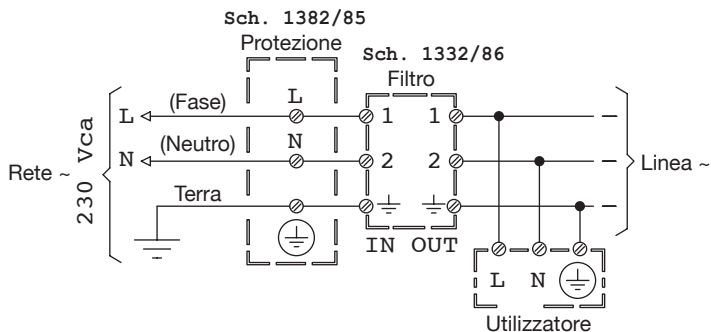 Sch. 1382/85
Protezione
Sch. 1332/86
Filtro
L (Fase) L 1 1
N (Neutro) N 2 2
Rete ~
230 Vca
Linea ~
Terra
IN OUT
L N
Utilizzatore